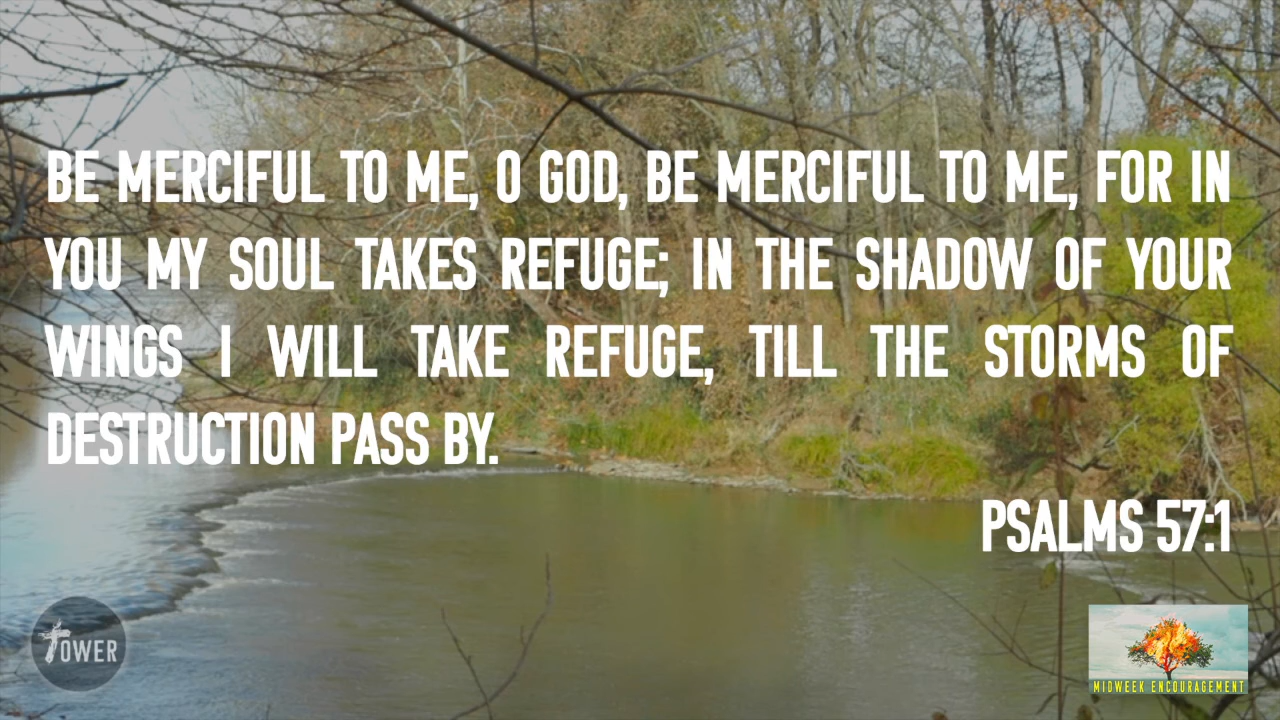 BE MERCIFUL TO ME, O GOD, BE MERCIFUL TO ME, FOR IN
YOU MY SOUL TAKES REFUGE; IN THE SHADOW OF YOUR
WINGS I WILL TAKE REFUGE, TILL THE STORMS OF
DESTRUCTION PASS BY.
PSALMS 57:1
TOWER
MIDWEEK ENCOURAGEMENT